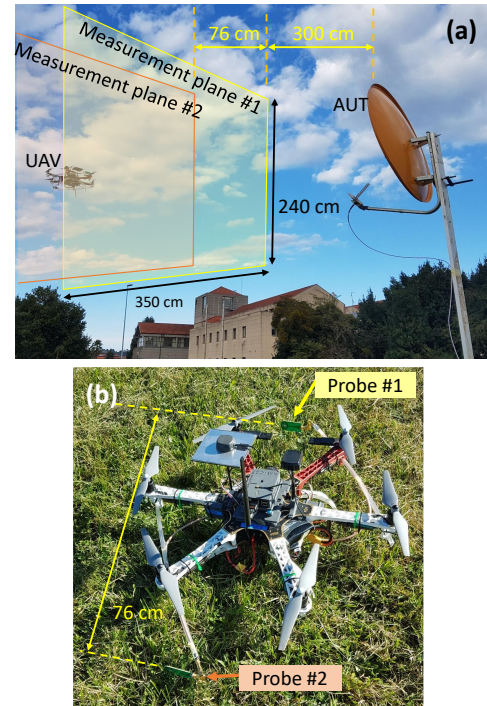 (a)
76 cm
300 cm
Measurement plane #1
Measurement plane #2
AUT
UAV
240 cm
350 cm
(b)
Probe #1
76 cm
Probe #2